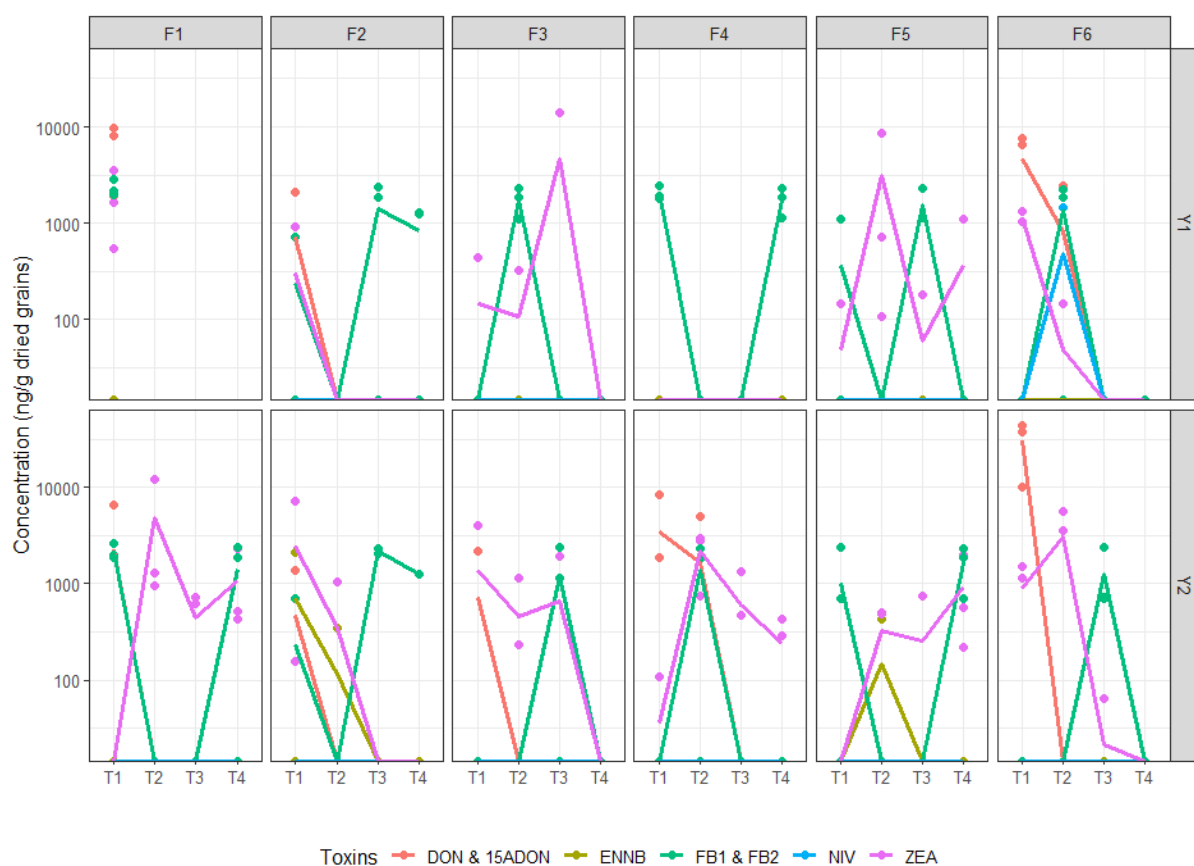 F1 F2 F3 F4 F5 F6
Y1
10000
1000
100
Concentration (ng/g dried grains)
Y2
10000
1000
100
T1 T2 T3 T4 T1 T2 T3 T4 T1 T2 T3 T4 T1 T2 T3 T4 T1 T2 T3 T4 T1 T2 T3 T4
Toxins DON & 15ADON ENNB FB1 & FB2 NIV ZEA